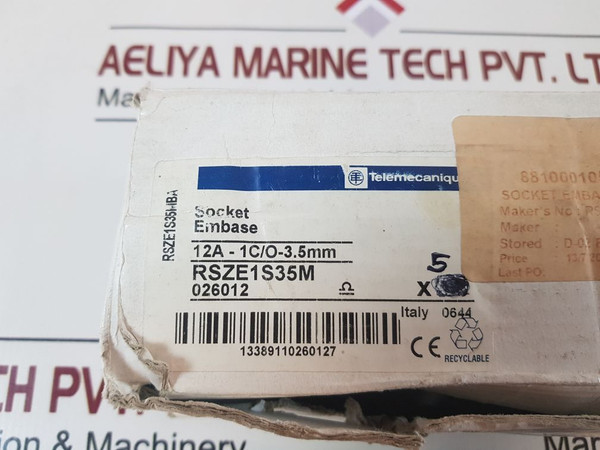 AELIYA MARINE TECH PVT. LT
Telemecanique
RSZE1S35MBA
Socket
Embase
12A - 1C/O-3.5mm
RSZE1S35M
026012
X 5
Italy 0644
13389110260127
CE
RECYCLABLE
SOCKET EMBA
Maker's No
Maker
Stored : D-02
Price
Last PO:
CH PVT.
ion & Machinery